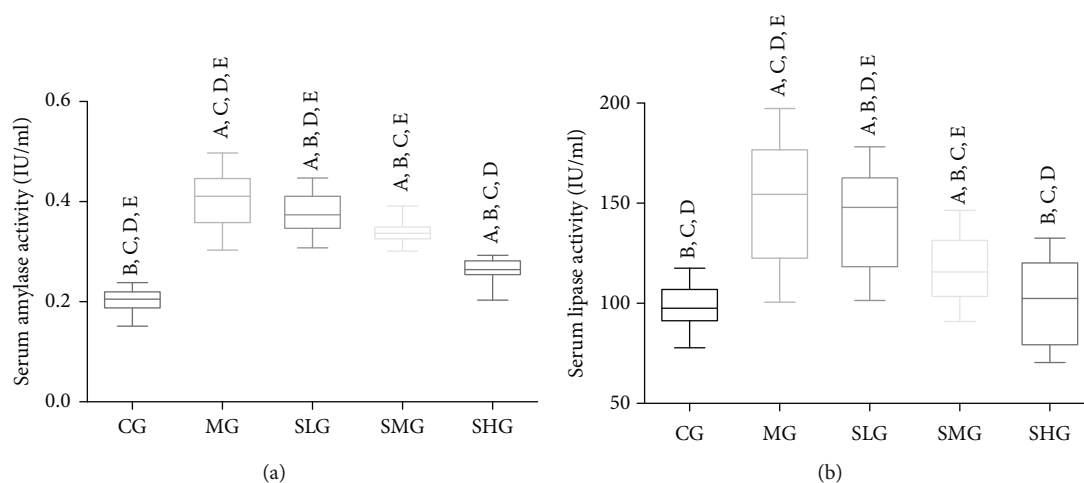 Serum amylase activity (IU/ml)
0.6
0.4
0.2
0.0
B, C, D, E
A, C, D, E
A, B, D, E
A, B, C, E
A, B, C, D
CG MG SLG SMG SHG
(a)
Serum lipase activity (IU/ml)
200
150
100
50
B, C, D
A, C, D, E
A, B, D, E
A, B, C, E
B, C, D
CG MG SLG SMG SHG
(b)